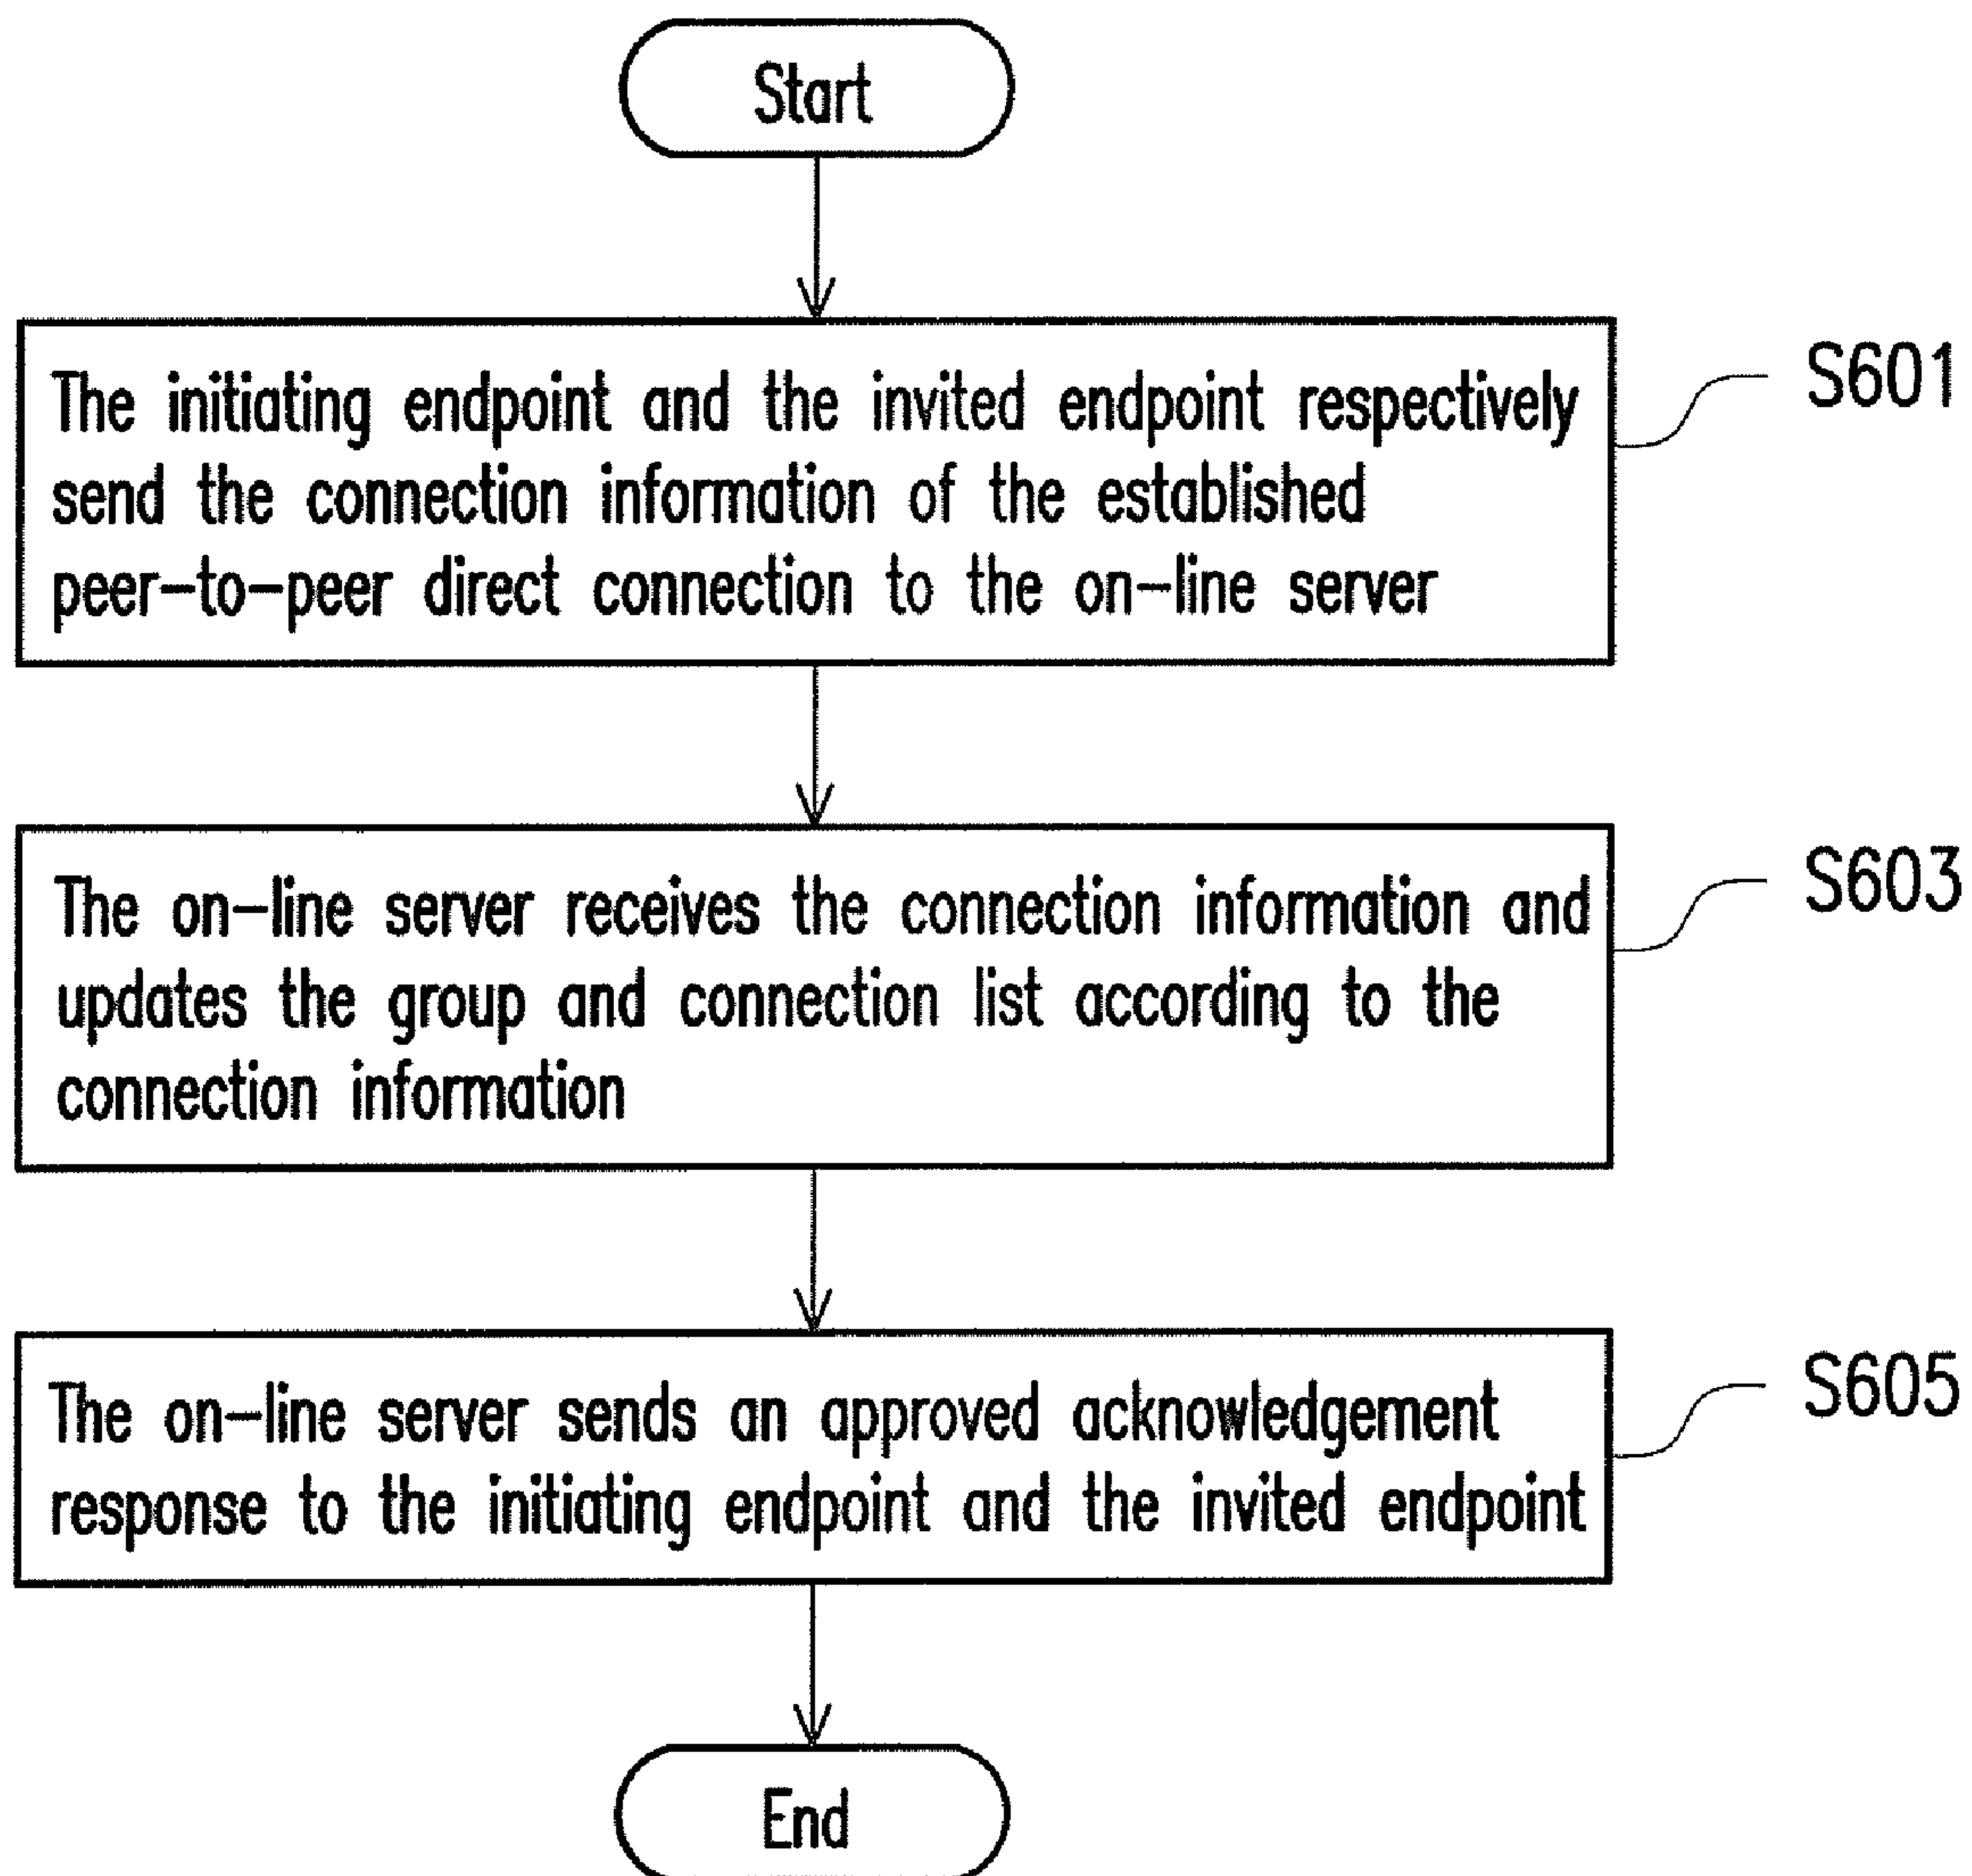 Start
The initiating endpoint and the invited endpoint respectively
send the connection information of the established
peer-to-peer direct connection to the on-line server
S601
The on-line server receives the connection information and
updates the group and connection list according to the
connection information
S603
The on-line server sends an approved acknowledgement
response to the initiating endpoint and the invited endpoint
S605
End